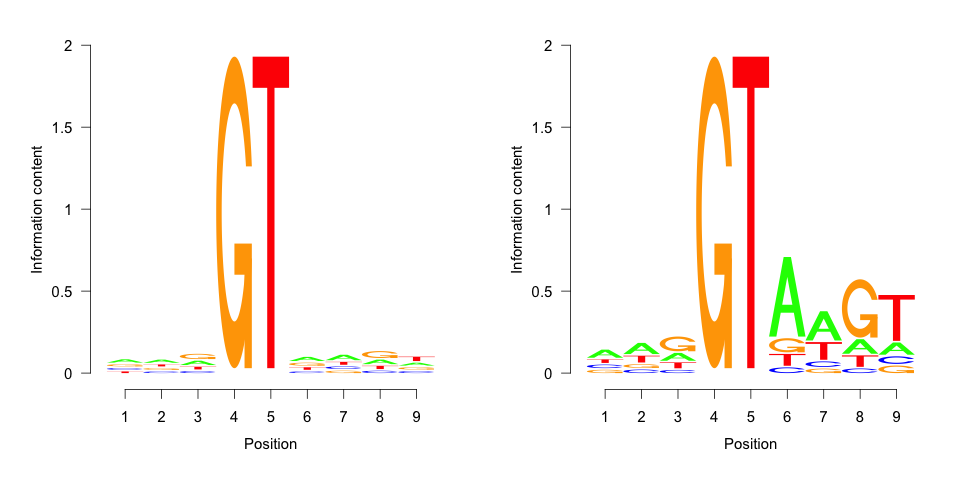 Information content
2
1.5
1
0.5
0
A G C T
A T G C
G A T C
G
T
A G T C
A T C G
G A T C
T A C G
1 2 3 4 5 6 7 8 9
Position
Information content
2
1.5
1
0.5
0
A T C G
A T G C
G A T C
G
T
A G T C
A T C G
G A T C
T A C G
1 2 3 4 5 6 7 8 9
Position